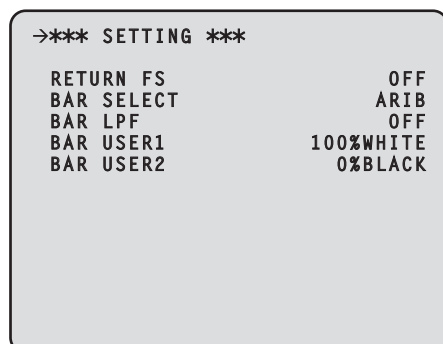 →*** SETTING ***
RETURN FS OFF
BAR SELECT ARIB
BAR LPF OFF
BAR USER1 100%WHITE
BAR USER2 0%BLACK